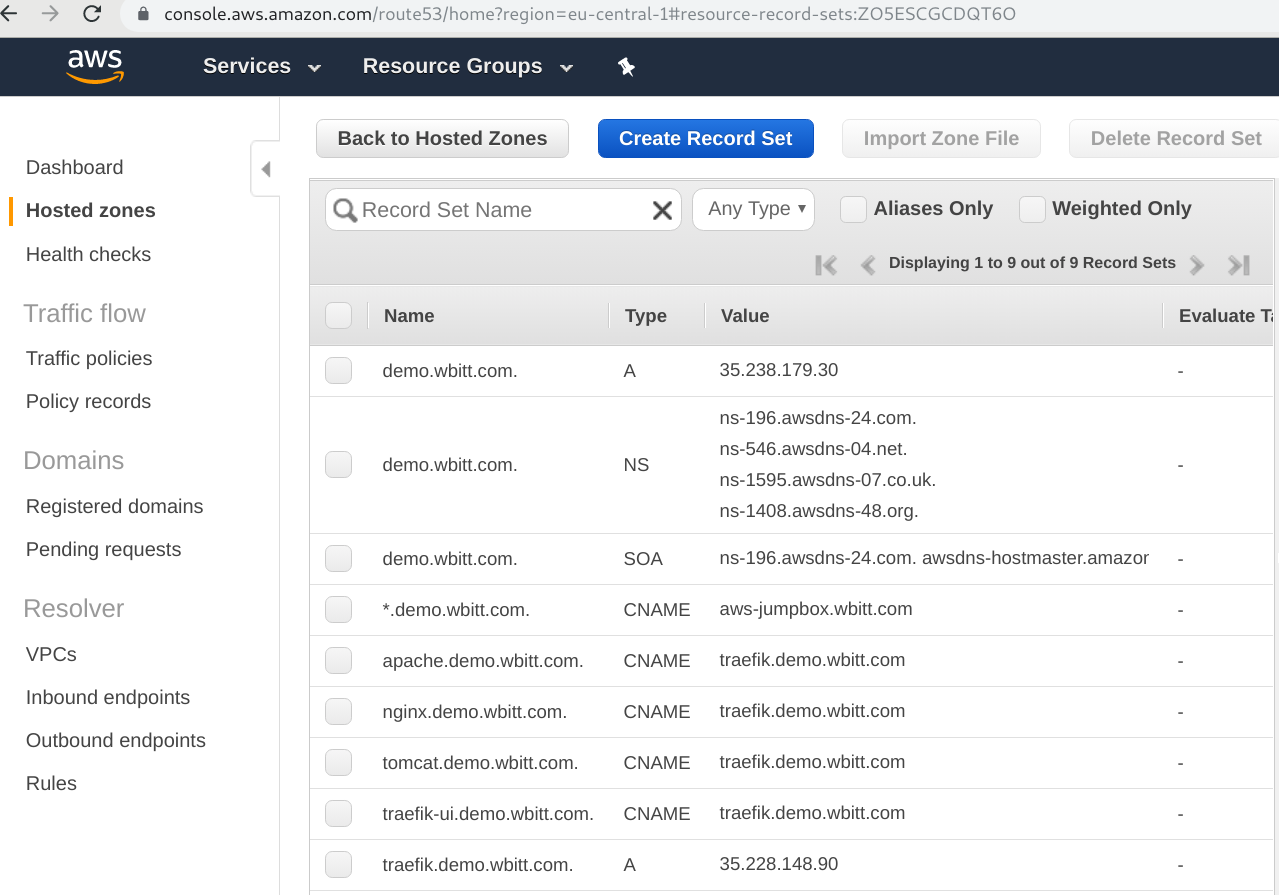 console.aws.amazon.com/route53/home?region=eu-central-1#resource-record-sets:ZO5ESCGCDQT6O
aws Services Resource Groups
Back to Hosted Zones Create Record Set Import Zone File Delete Record Set
Dashboard
Hosted zones
Health checks
Traffic flow
Traffic policies
Policy records
Domains
Registered domains
Pending requests
Resolver
VPCs
Inbound endpoints
Outbound endpoints
Rules
Record Set Name Any Type Aliases Only Weighted Only
Displaying 1 to 9 out of 9 Record Sets
Name Type Value Evaluate Ta
demo.wbitt.com. A 35.238.179.30 -
demo.wbitt.com. NS ns-196.awsdns-24.com.
ns-546.awsdns-04.net.
ns-1595.awsdns-07.co.uk.
ns-1408.awsdns-48.org. -
demo.wbitt.com. SOA ns-196.awsdns-24.com. awsdns-hostmaster.amazor -
*.demo.wbitt.com. CNAME aws-jumpbox.wbitt.com -
apache.demo.wbitt.com. CNAME traefik.demo.wbitt.com -
nginx.demo.wbitt.com. CNAME traefik.demo.wbitt.com -
tomcat.demo.wbitt.com. CNAME traefik.demo.wbitt.com -
traefik-ui.demo.wbitt.com. CNAME traefik.demo.wbitt.com -
traefik.demo.wbitt.com. A 35.228.148.90 -